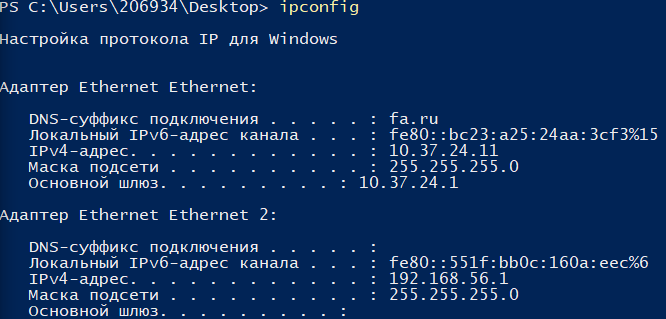 PS C:\Users\206934\Desktop> ipconfig
Настройка протокола IP для Windows
Адаптер Ethernet Ethernet:
DNS-суффикс подключения . . . . . : fa.ru
Локальный IPv6-адрес канала . . . : fe80::bc23:a25:24aa:3cf3%15
IPv4-адрес. . . . . . . . . . . . : 10.37.24.11
Маска подсети . . . . . . . . . . : 255.255.255.0
Основной шлюз. . . . . . . . . : 10.37.24.1
Адаптер Ethernet Ethernet 2:
DNS-суффикс подключения . . . . . :
Локальный IPv6-адрес канала . . . : fe80::551f:bb0c:160a:eec%6
IPv4-адрес. . . . . . . . . . . . : 192.168.56.1
Маска подсети . . . . . . . . . . : 255.255.255.0
Основной шлюз. . . . . . . . . :